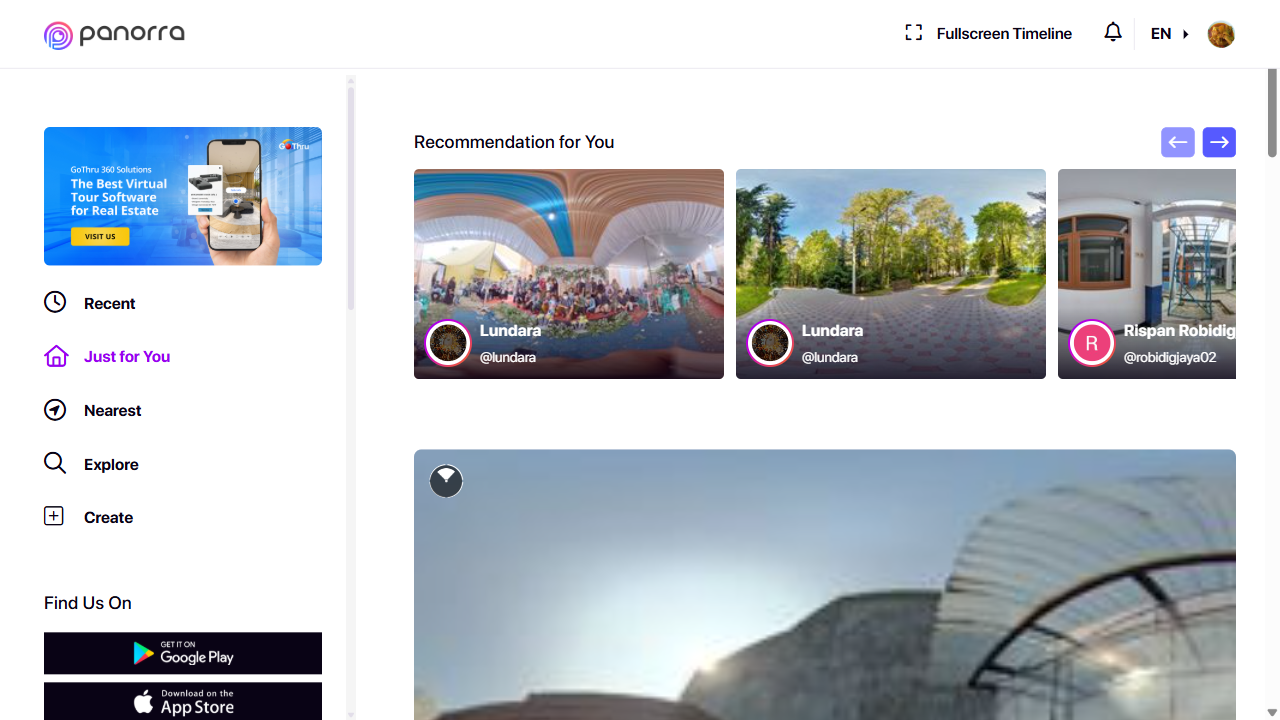 panorra
Fullscreen Timeline
EN
GoThru
GoThru 360 Solutions
The Best Virtual
Tour Software
for Real Estate
VISIT US
Recent
Just for You
Nearest
Explore
Create
Find Us On
GET IT ON
Google Play
Download on the
App Store
Recommendation for You
Lundara
@lundara
Lundara
@lundara
R
Rispan Robidig
@robidigjaya02